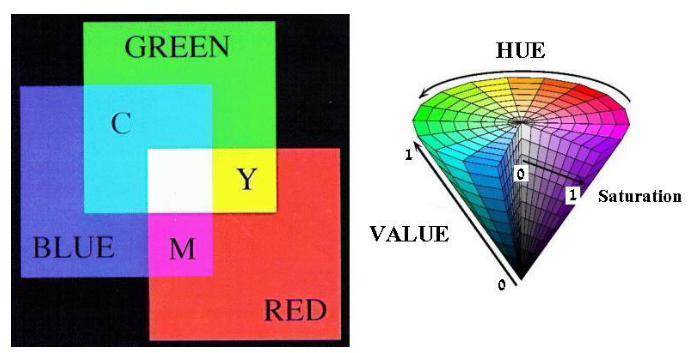 GREEN
C
Y
BLUE
M
RED
HUE
1
0
1
Saturation
VALUE
0